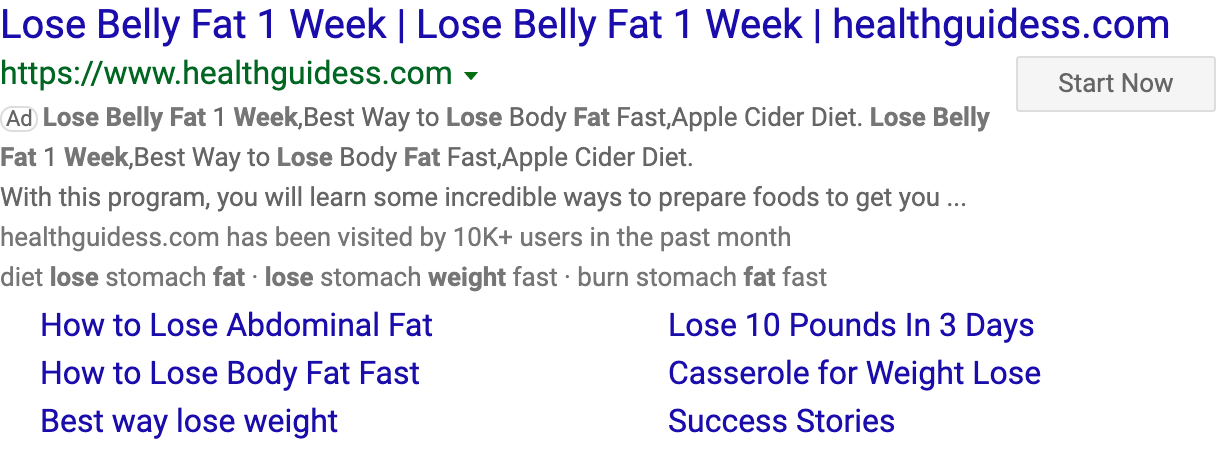 Lose Belly Fat 1 Week | Lose Belly Fat 1 Week | healthguidess.com
https://www.healthguidess.com
Start Now
Ad Lose Belly Fat 1 Week,Best Way to Lose Body Fat Fast,Apple Cider Diet. Lose Belly
Fat 1 Week,Best Way to Lose Body Fat Fast,Apple Cider Diet.
With this program, you will learn some incredible ways to prepare foods to get you ...
healthguidess.com has been visited by 10K+ users in the past month
diet lose stomach fat · lose stomach weight fast · burn stomach fat fast
How to Lose Abdominal Fat
Lose 10 Pounds In 3 Days
How to Lose Body Fat Fast
Casserole for Weight Lose
Best way lose weight
Success Stories